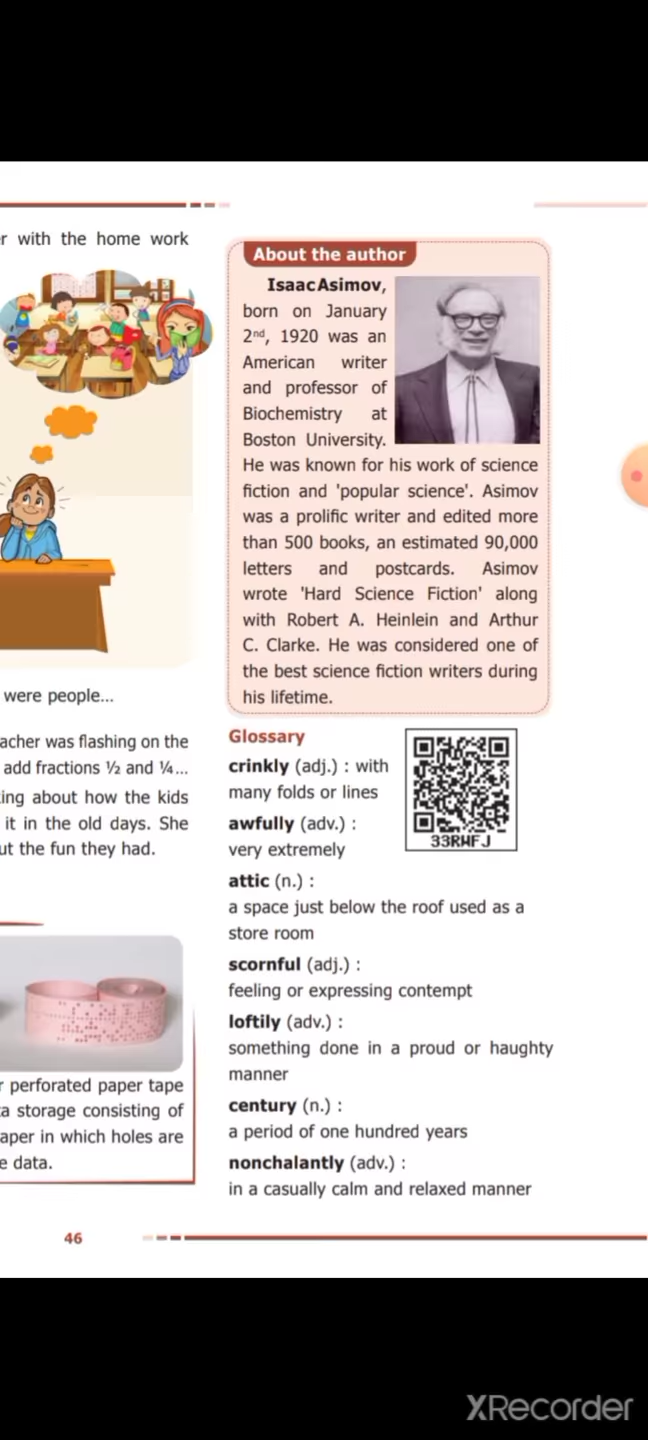 r with the home work
were people...
acher was flashing on the
add fractions ½ and ¼...
ing about how the kids
it in the old days. She
ut the fun they had.
r perforated paper tape
a storage consisting of
aper in which holes are
e data.
46
About the author
Isaac Asimov,
born on January
2nd, 1920 was an
American writer
and professor of
Biochemistry at
Boston University.
He was known for his work of science
fiction and 'popular science'. Asimov
was a prolific writer and edited more
than 500 books, an estimated 90,000
letters and postcards. Asimov
wrote 'Hard Science Fiction' along
with Robert A. Heinlein and Arthur
C. Clarke. He was considered one of
the best science fiction writers during
his lifetime.
Glossary
33RWFJ
crinkly (adj.) : with
many folds or lines
awfully (adv.) :
very extremely
attic (n.) :
a space just below the roof used as a
store room
scornful (adj.) :
feeling or expressing contempt
loftily (adv.) :
something done in a proud or haughty
manner
century (n.) :
a period of one hundred years
nonchalantly (adv.) :
in a casually calm and relaxed manner
XRecorder